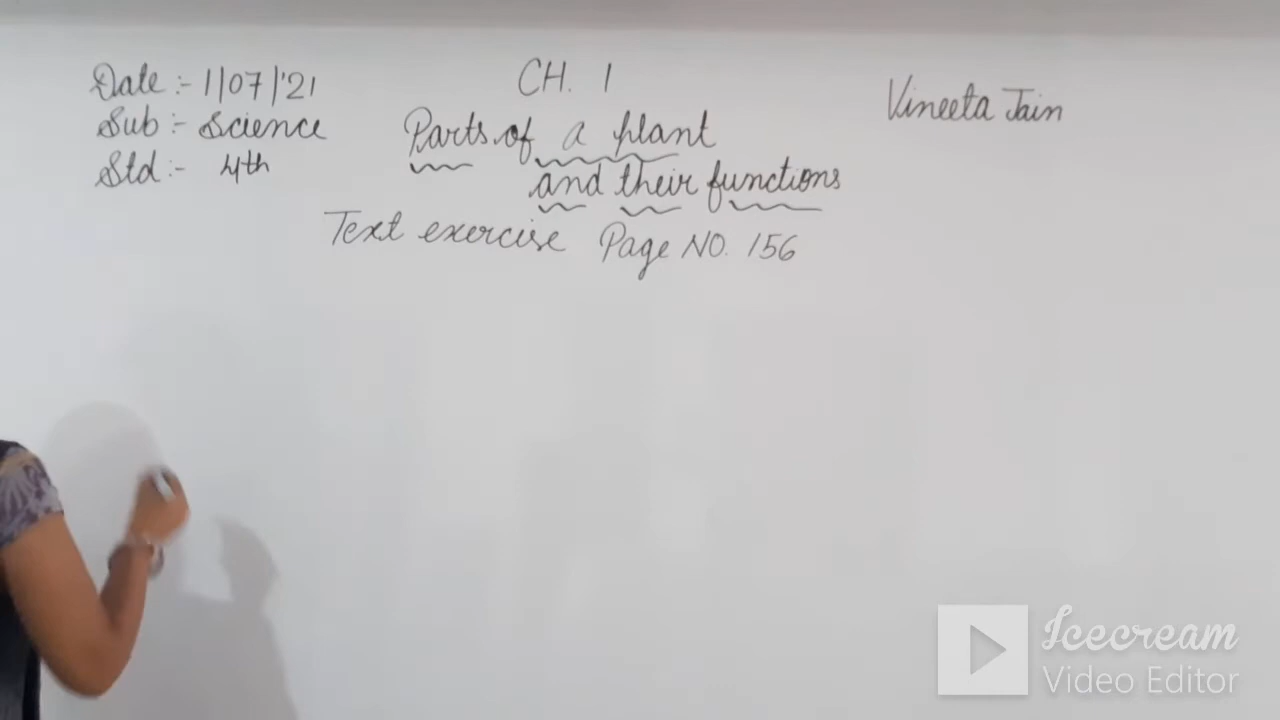 Date :- 1/07/'21
Sub :- Science
Std :- 4th
CH. 1
Parts of a plant
and their functions
Text exercise Page NO. 156
Vineeta Jain
Icecream
Video Editor